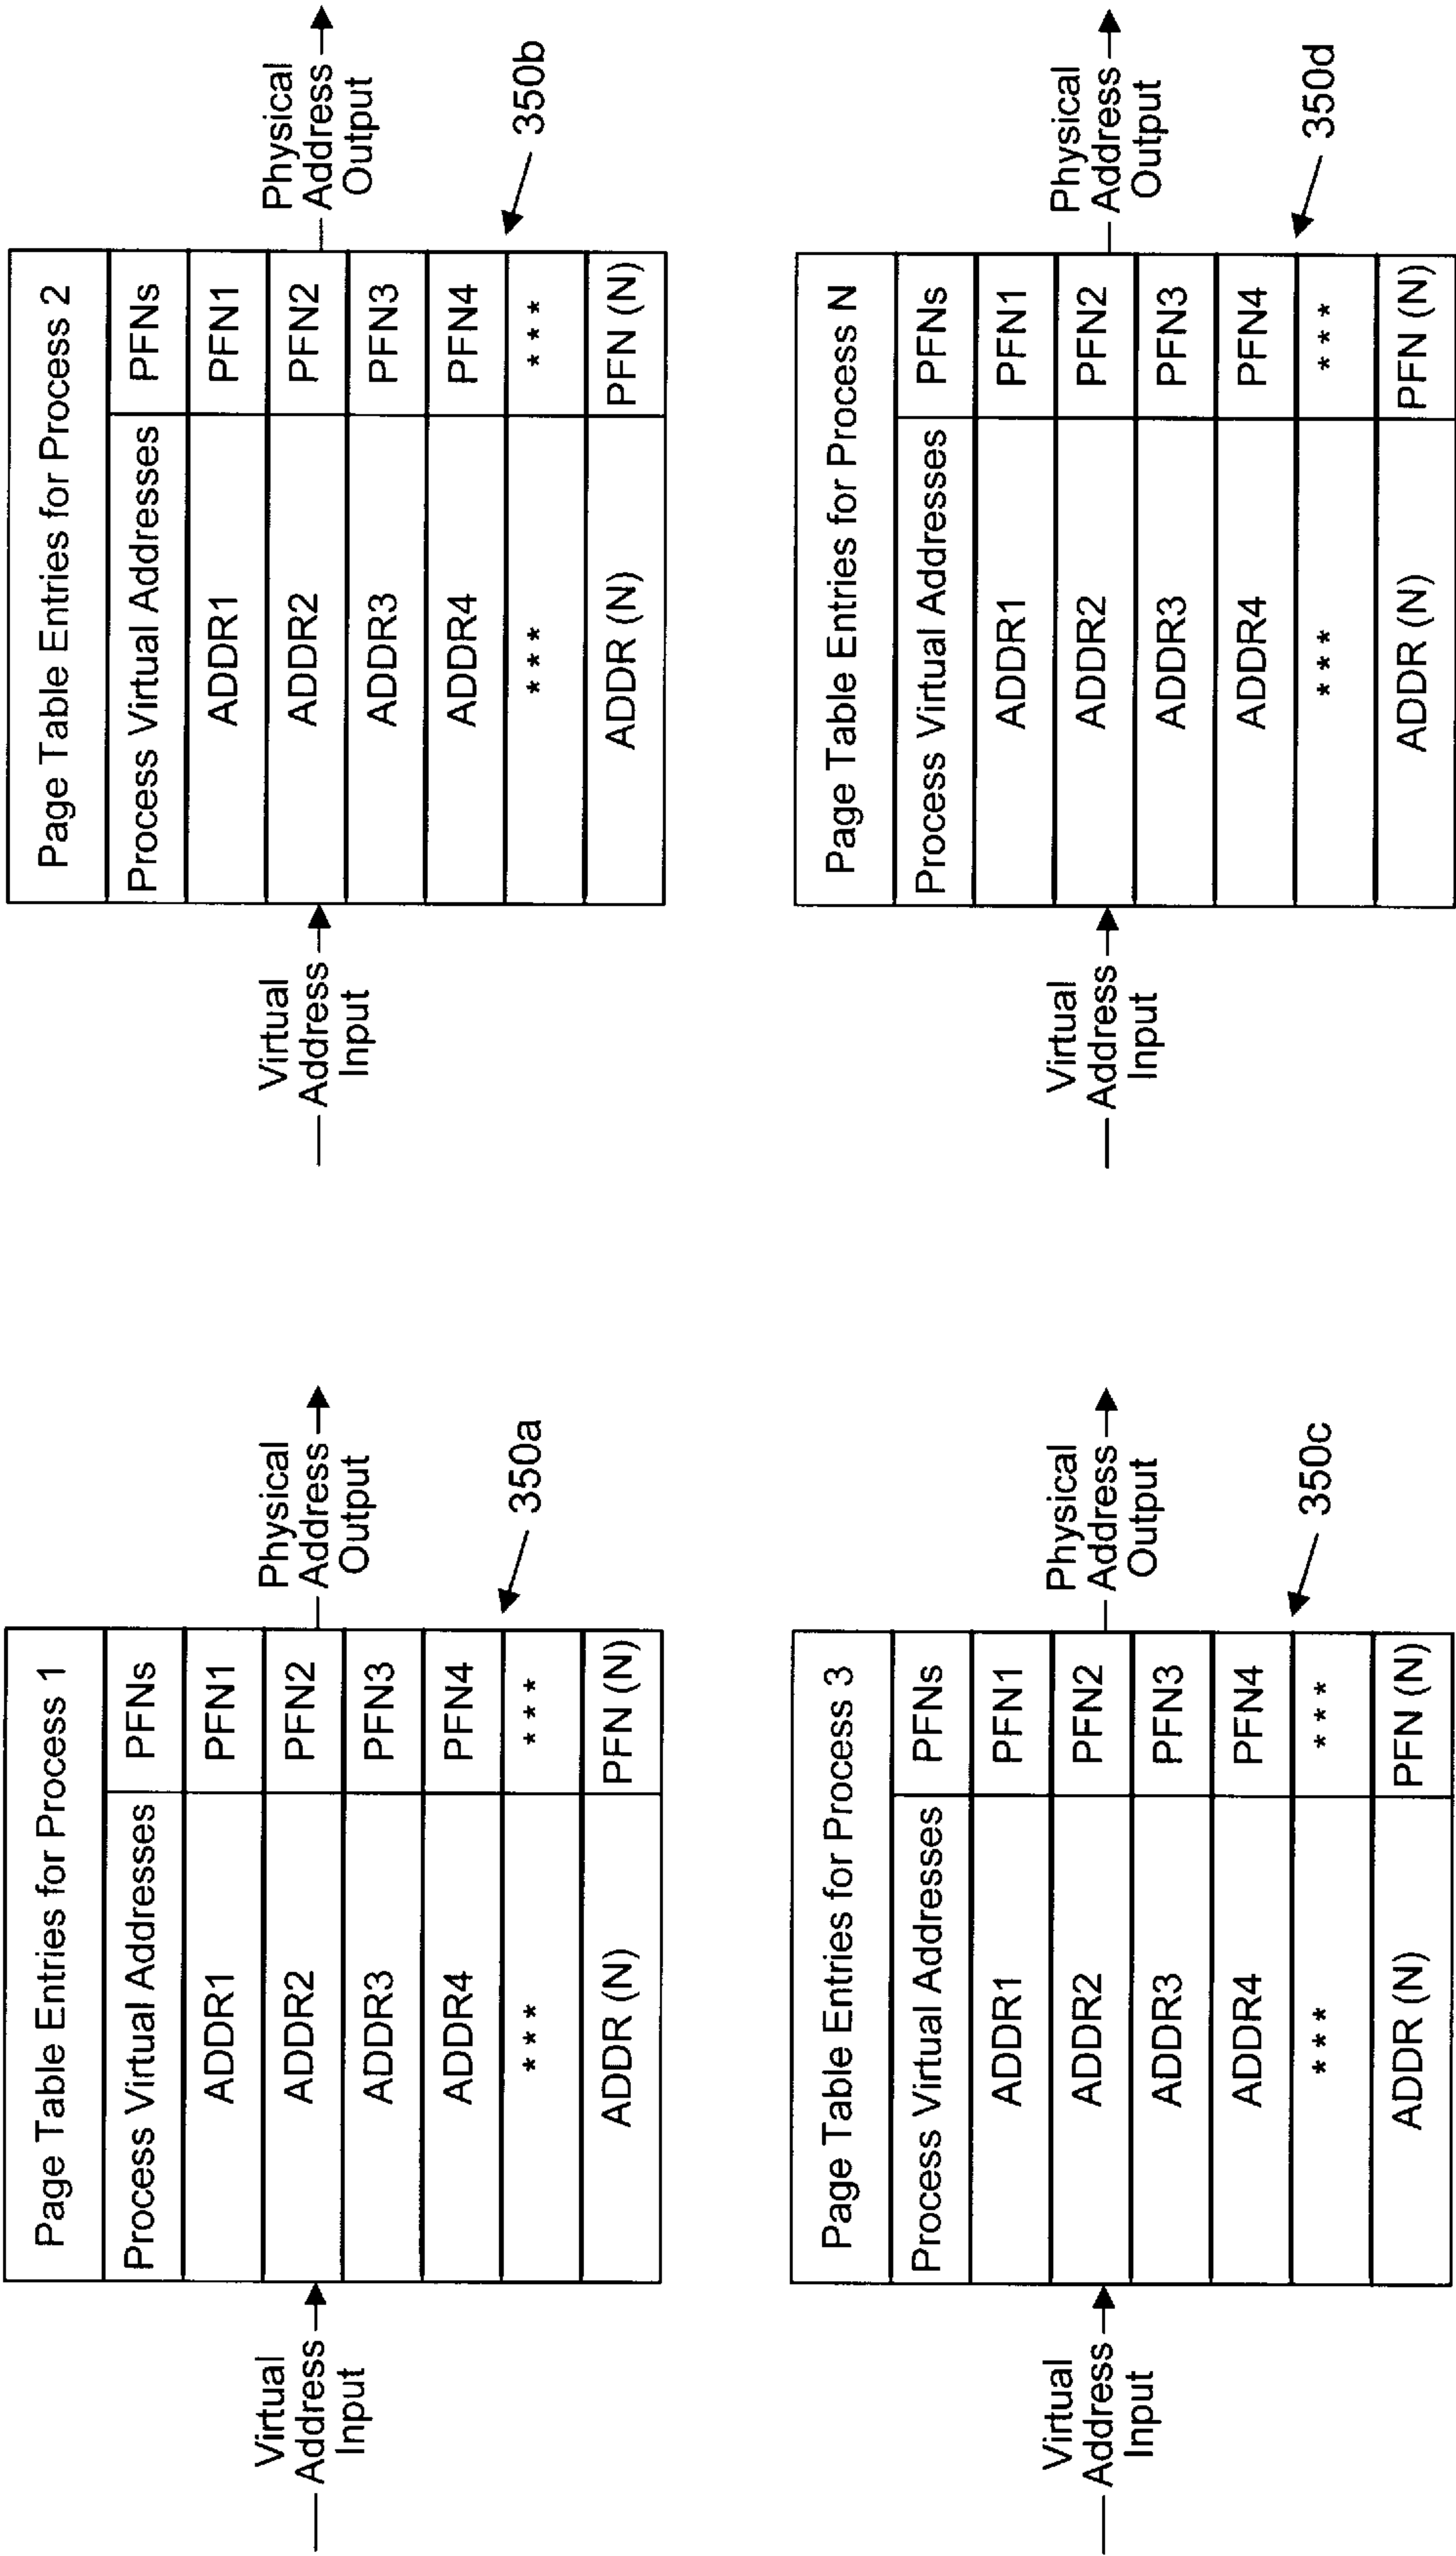 Page Table Entries for Process 1
Process Virtual Addresses PFNs
ADDR1 PFN1
ADDR2 PFN2
ADDR3 PFN3
ADDR4 PFN4
*** ***
ADDR (N) PFN (N)
Virtual
Address
Input
Physical
Address
Output
350a
Page Table Entries for Process 2
Process Virtual Addresses PFNs
ADDR1 PFN1
ADDR2 PFN2
ADDR3 PFN3
ADDR4 PFN4
*** ***
ADDR (N) PFN (N)
Virtual
Address
Input
Physical
Address
Output
350b
Page Table Entries for Process 3
Process Virtual Addresses PFNs
ADDR1 PFN1
ADDR2 PFN2
ADDR3 PFN3
ADDR4 PFN4
*** ***
ADDR (N) PFN (N)
Virtual
Address
Input
Physical
Address
Output
350c
Page Table Entries for Process N
Process Virtual Addresses PFNs
ADDR1 PFN1
ADDR2 PFN2
ADDR3 PFN3
ADDR4 PFN4
*** ***
ADDR (N) PFN (N)
Virtual
Address
Input
Physical
Address
Output
350d